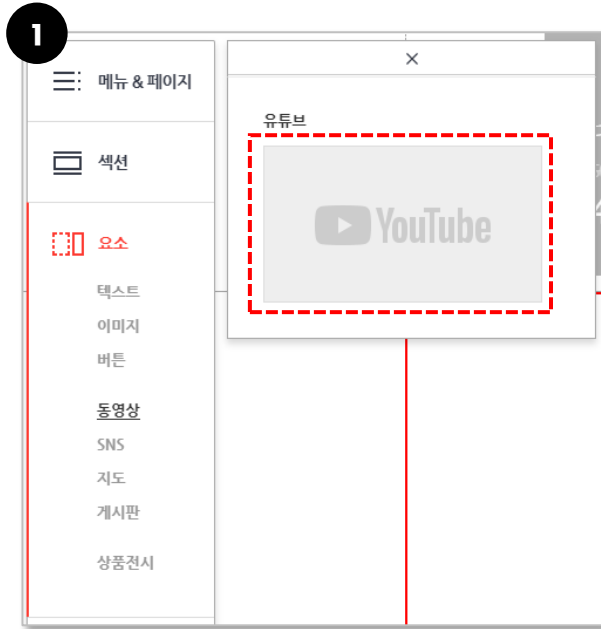 1
메뉴 & 페이지
섹션
요소
텍스트
이미지
버튼
동영상
SNS
지도
게시판
상품전시
×
유튜브
YouTube